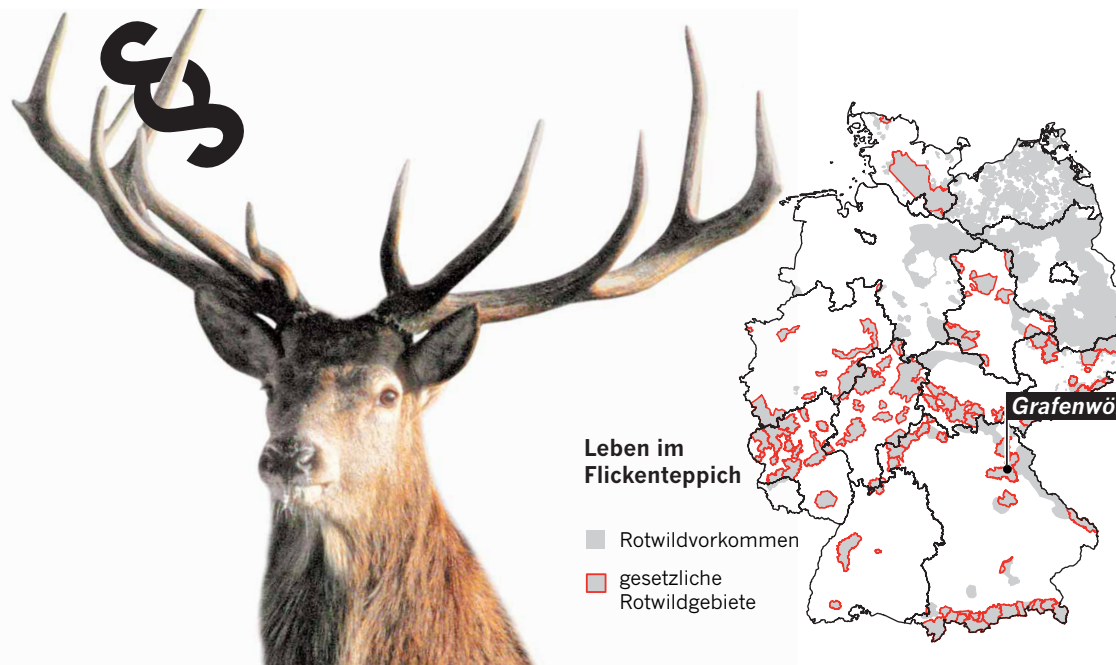 §
Grafenwö
Leben im
Flickenteppich
Rotwildvorkommen
gesetzliche
Rotwildgebiete